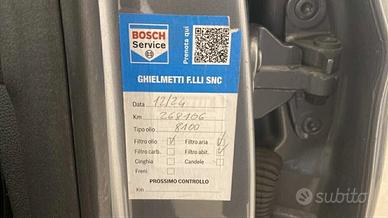 BOSCH
Service
Prenota qui
GHIELMETTI F.LLI SNC
Data 12/24
Km 268106
Tipo olio 8100
Filtro olio Filtro aria
Filtro carb. Filtro abit.
Cinghia Candele
Freni
PROSSIMO CONTROLLO
Km
subito